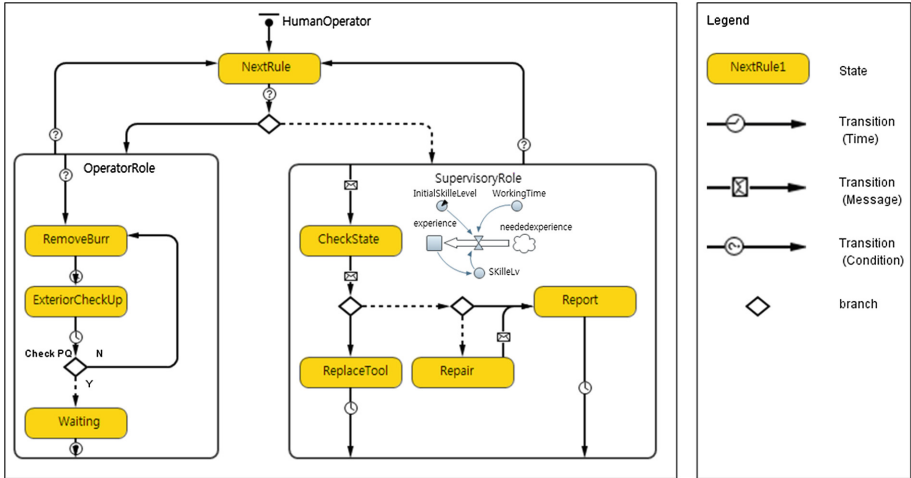 HumanOperator
NextRule
OperatorRole
RemoveBurr
ExteriorCheckUp
Check PQ
N
Y
Waiting
SupervisoryRole
InitialSkilleLevel
WorkingTime
experience
neededexperience
SKilleLv
CheckState
Report
ReplaceTool
Repair
Legend
NextRule1
State
Transition
(Time)
Transition
(Message)
Transition
(Condition)
branch